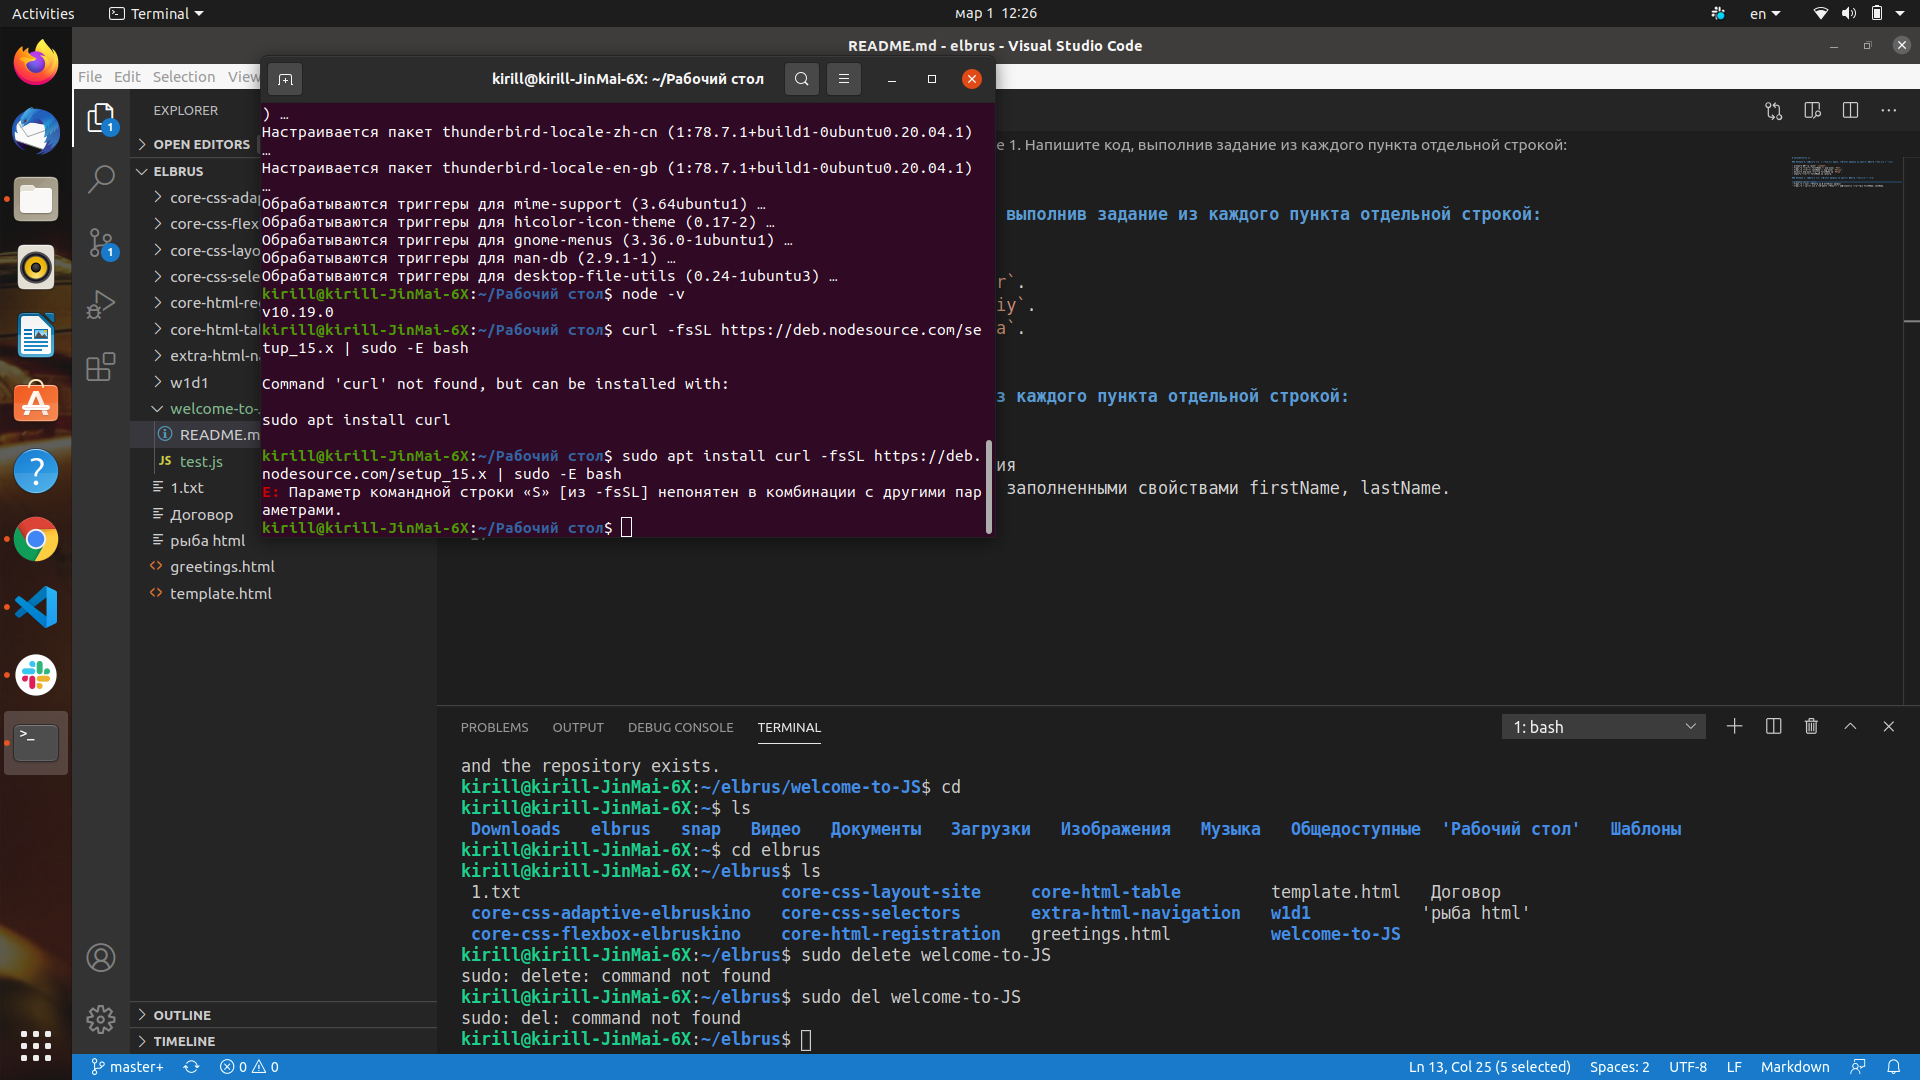 Activities
Terminal
мар 1 12:26
en
README.md - elbrus - Visual Studio Code
File Edit Selection View
kirill@kirill-JinMai-6X: ~/Рабочий стол
) …
Настраивается пакет thunderbird-locale-zh-cn (1:78.7.1+build1-0ubuntu0.20.04.1)
…
Настраивается пакет thunderbird-locale-en-gb (1:78.7.1+build1-0ubuntu0.20.04.1)
…
Обрабатываются триггеры для mime-support (3.64ubuntu1) …
Обрабатываются триггеры для hicolor-icon-theme (0.17-2) …
Обрабатываются триггеры для gnome-menus (3.36.0-1ubuntu1) …
Обрабатываются триггеры для man-db (2.9.1-1) …
Обрабатываются триггеры для desktop-file-utils (0.24-1ubuntu3) …
kirill@kirill-JinMai-6X:~/Рабочий стол$ node -v
v10.19.0
kirill@kirill-JinMai-6X:~/Рабочий стол$ curl -fsSL https://deb.nodesource.com/se
tup_15.x | sudo -E bash
Command 'curl' not found, but can be installed with:
sudo apt install curl
kirill@kirill-JinMai-6X:~/Рабочий стол$ sudo apt install curl -fsSL https://deb.
nodesource.com/setup_15.x | sudo -E bash
E: Параметр командной строки «S» [из -fsSL] непонятен в комбинации с другими пар
аметрами.
kirill@kirill-JinMai-6X:~/Рабочий стол$
EXPLORER
OPEN EDITORS
ELBRUS
core-css-adap
core-css-flex
core-css-layo
core-css-sele
core-html-reg
core-html-tab
extra-html-na
w1d1
welcome-to-
README.m
JS test.js
1.txt
Договор
рыба html
greetings.html
template.html
OUTLINE
TIMELINE
1
1
е 1. Напишите код, выполнив задание из каждого пункта отдельной строкой:
выполнив задание из каждого пункта отдельной строкой:
r`.
iy`.
a`.
з каждого пункта отдельной строкой:
ия
заполненными свойствами firstName, lastName.
PROBLEMS OUTPUT DEBUG CONSOLE TERMINAL
1: bash
and the repository exists.
kirill@kirill-JinMai-6X:~/elbrus/welcome-to-JS$ cd
kirill@kirill-JinMai-6X:~$ ls
Downloads elbrus snap Видео Документы Загрузки Изображения Музыка Общедоступные 'Рабочий стол' Шаблоны
kirill@kirill-JinMai-6X:~$ cd elbrus
kirill@kirill-JinMai-6X:~/elbrus$ ls
1.txt core-css-layout-site core-html-table template.html Договор
core-css-adaptive-elbruskino core-css-selectors extra-html-navigation w1d1 'рыба html'
core-css-flexbox-elbruskino core-html-registration greetings.html welcome-to-JS
kirill@kirill-JinMai-6X:~/elbrus$ sudo delete welcome-to-JS
sudo: delete: command not found
kirill@kirill-JinMai-6X:~/elbrus$ sudo del welcome-to-JS
sudo: del: command not found
kirill@kirill-JinMai-6X:~/elbrus$
master+ 0 0
Ln 13, Col 25 (5 selected) Spaces: 2 UTF-8 LF Markdown